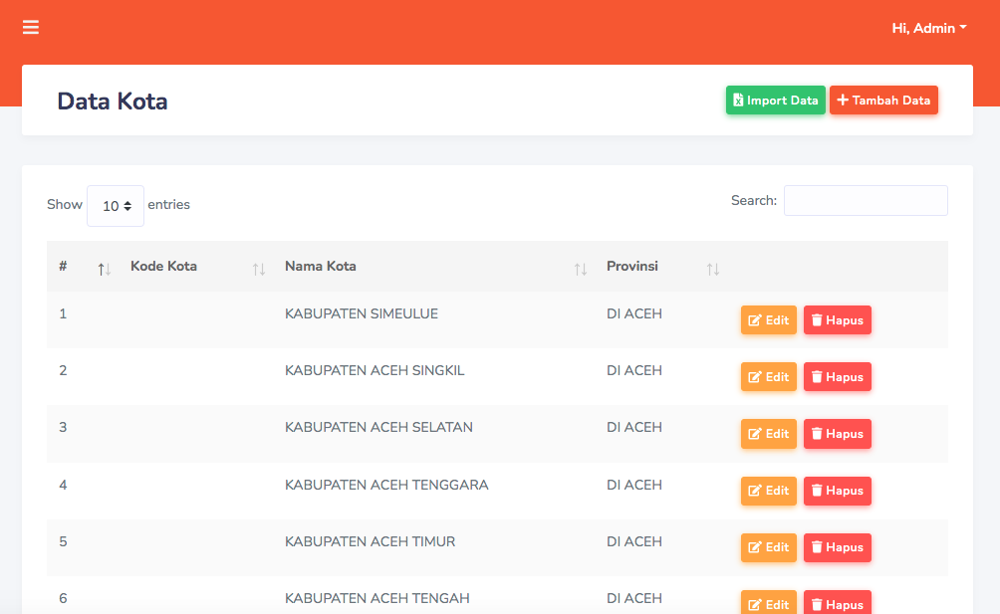 Hi, Admin
Data Kota
Import Data
Tambah Data
Show 10 entries
Search:
# Kode Kota Nama Kota Provinsi
1 KABUPATEN SIMEULUE DI ACEH Edit Hapus
2 KABUPATEN ACEH SINGKIL DI ACEH Edit Hapus
3 KABUPATEN ACEH SELATAN DI ACEH Edit Hapus
4 KABUPATEN ACEH TENGGARA DI ACEH Edit Hapus
5 KABUPATEN ACEH TIMUR DI ACEH Edit Hapus
6 KABUPATEN ACEH TENGAH DI ACEH Edit Hapus